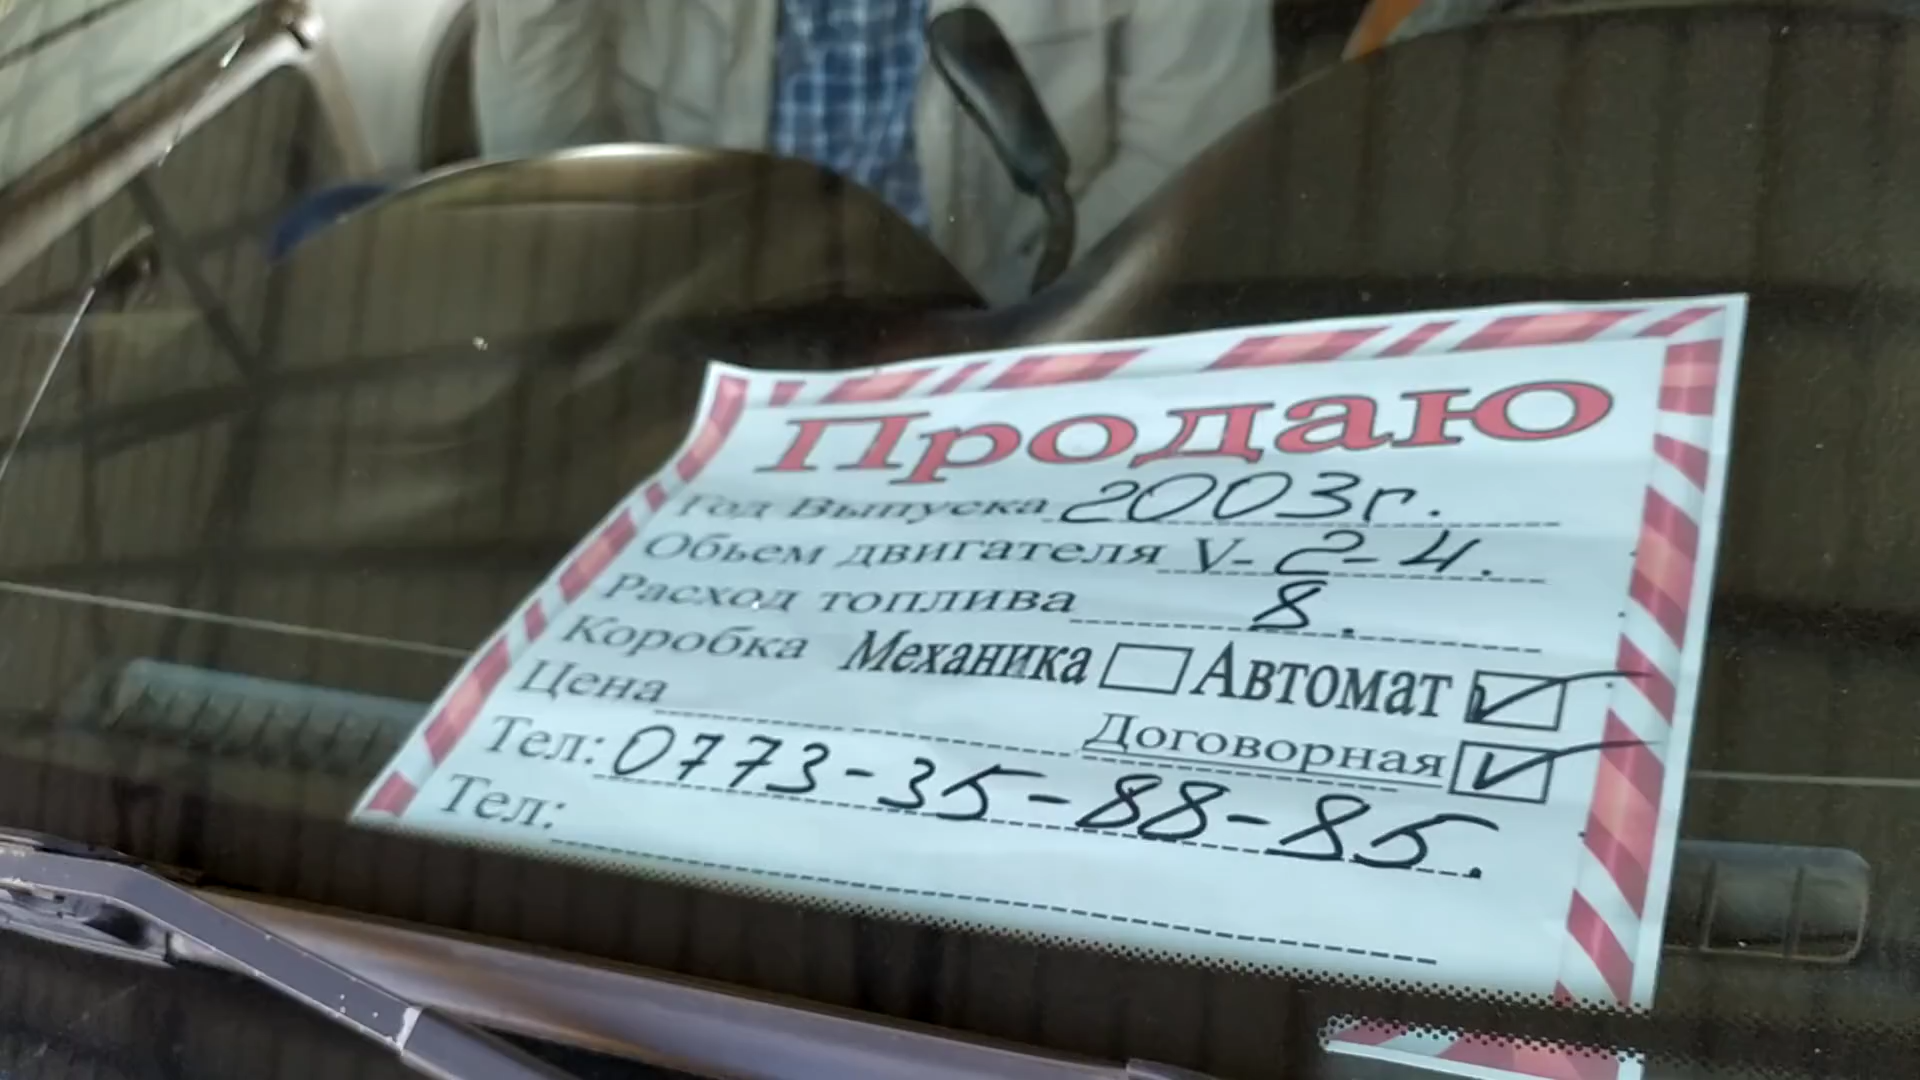 Продаю
Год Выпуска 2003г.
Обьем двигателя V-2-4.
Расход топлива 8.
Коробка Механика Автомат
Цена Договорная
Тел: 0773-35-88-85.
Тел: